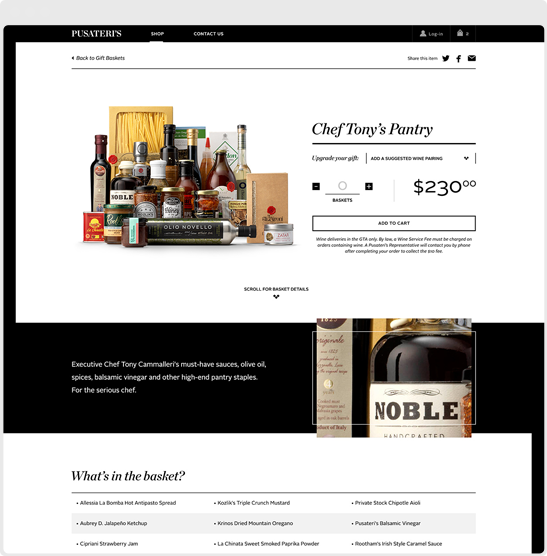 PUSATERI'S
SHOP
CONTACT US
Log-in
0
Back to Gift Baskets
Share this item
Chef Tony's Pantry
Upgrade your gift:
ADD A SUGGESTED WINE PAIRING
0
BASKETS
$230.00
ADD TO CART
Wine deliveries in the GTA only. By law, a Wine Service Fee must be charged on
orders containing wine. A Pusateri's Representative will contact you by phone
after completing your order to collect the bio fee.
NOBLE
OLIO NOVELLO
SCROLL FOR BASKET DETAILS
Executive Chef Tony Cammalleri's must-have sauces, olive oil,
spices, balsamic vinegar and other high-end pantry staples.
For the serious chef.
NOBLE
HANDCRAFTED
What's in the basket?
• Allessia La Bomba Hot Antipasto Spread
• Kozlik's Triple Crunch Mustard
• Private Stock Chipotle Aioli
• Aubrey D. Jalapeño Ketchup
• Krinos Dried Mountain Oregano
• Pusateri's Balsamic Vinegar
• Cipriani Strawberry Jam
• La Chinata Sweet Smoked Paprika Powder
• Rootham's Irish Style Caramel Sauce